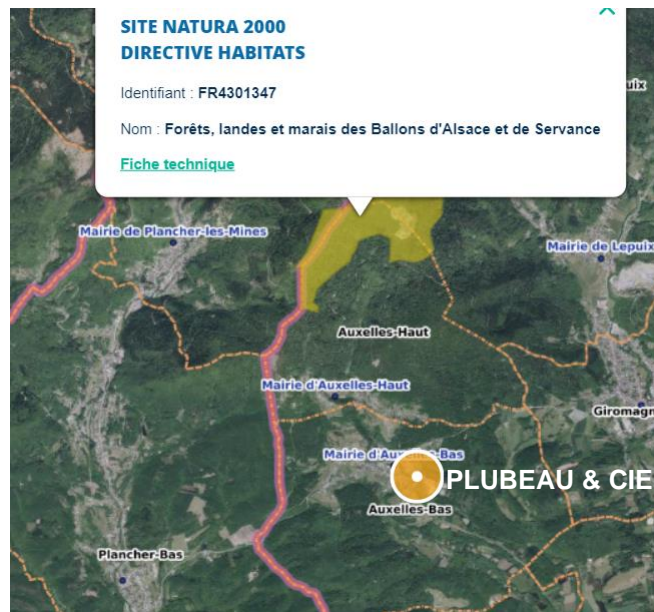 SITE NATURA 2000
DIRECTIVE HABITATS
Identifiant : FR4301347
Nom : Forêts, landes et marais des Ballons d'Alsace et de Servance
Fiche technique
uix
Mairie de Plancher-les-Mines
Mairie de Lepuix
Auxelles-Haut
Mairie d'Auxelles-Haut
Giromagn
Mairie d'Aux Bas
PLUBEAU & CIE
Auxelles-Bas
Plancher-Bas